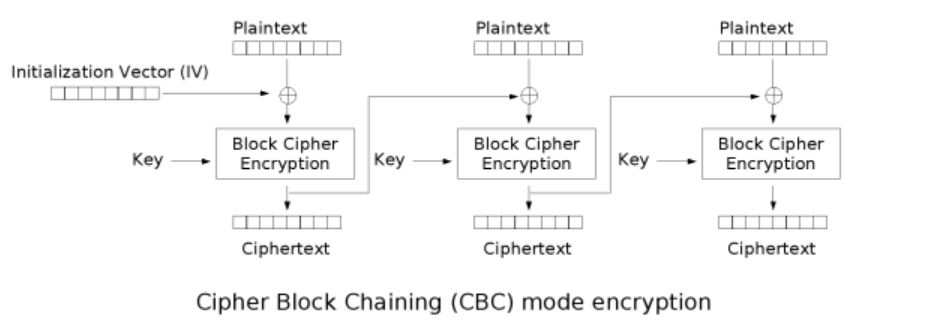 Plaintext
Plaintext
Plaintext
Initialization Vector (IV)
Key
Block Cipher
Encryption
Key
Block Cipher
Encryption
Key
Block Cipher
Encryption
Ciphertext
Ciphertext
Ciphertext
Cipher Block Chaining (CBC) mode encryption